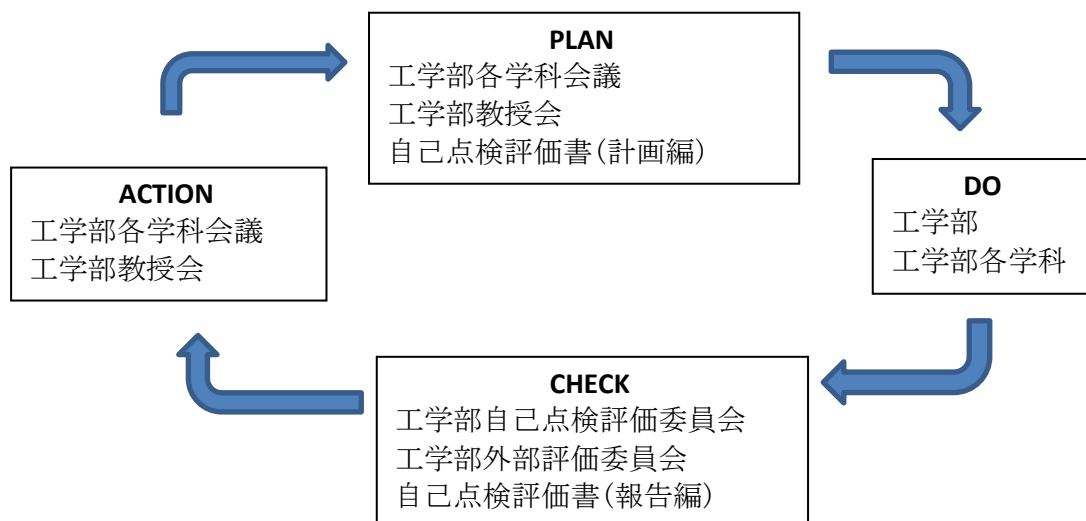 PLAN
工学部各学科会議
工学部教授会
自己点検評価書(計画編)
DO
工学部
工学部各学科
CHECK
工学部自己点検評価委員会
工学部外部評価委員会
自己点検評価書(報告編)
ACTION
工学部各学科会議
工学部教授会